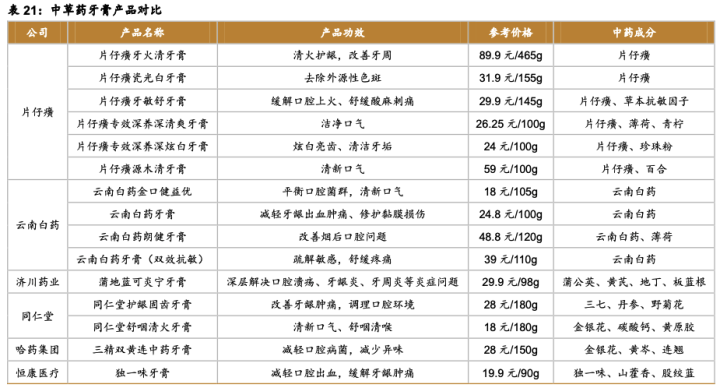 表 21：中草药牙膏产品对比
公司 产品名称 产品功效 参考价格 中药成分
片仔癀 片仔癀牙火清牙膏 清火护龈，改善牙周 89.9 元/465g 片仔癀
片仔癀瓷光白牙膏 去除外源性色斑 31.9 元/155g 片仔癀
片仔癀牙敏舒牙膏 缓解口腔上火、舒缓酸麻刺痛 29.9 元/145g 片仔癀、草本抗敏因子
片仔癀专效深养深清爽牙膏 洁净口气 26.25 元/100g 片仔癀、薄荷、青柠
片仔癀专效深养深炫白牙膏 炫白亮齿、清洁牙垢 24 元/100g 片仔癀、珍珠粉
片仔癀源木清牙膏 清新口气 59 元/100g 片仔癀、百合
云南白药 云南白药金口健益优 平衡口腔菌群，清新口气 18 元/105g 云南白药
云南白药牙膏 减轻牙龈出血肿痛、修护黏膜损伤 24.8 元/100g 云南白药
云南白药朗健牙膏 改善烟后口腔问题 48.8 元/120g 云南白药、薄荷
云南白药牙膏（双效抗敏） 疏解敏感，舒缓疼痛 39 元/110g 云南白药
济川药业 蒲地蓝可炎宁牙膏 深层解决口腔溃疡、牙龈炎、牙周炎等炎症问题 29.9 元/98g 蒲公英、黄芪、地丁、板蓝根
同仁堂 同仁堂护龈固齿牙膏 改善牙龈肿痛，调理口腔环境 28 元/180g 三七、丹参、野菊花
同仁堂舒咽清火牙膏 清新口气、舒咽清喉 18 元/180g 金银花、碳酸钙、黄原胶
哈药集团 三精双黄连中药牙膏 减轻口腔病菌，减少异味 28 元/150g 金银花、黄岑、连翘
恒康医疗 独一味牙膏 减轻口腔出血，缓解牙龈肿痛 19.9 元/90g 独一味、山藿香、股绞蓝